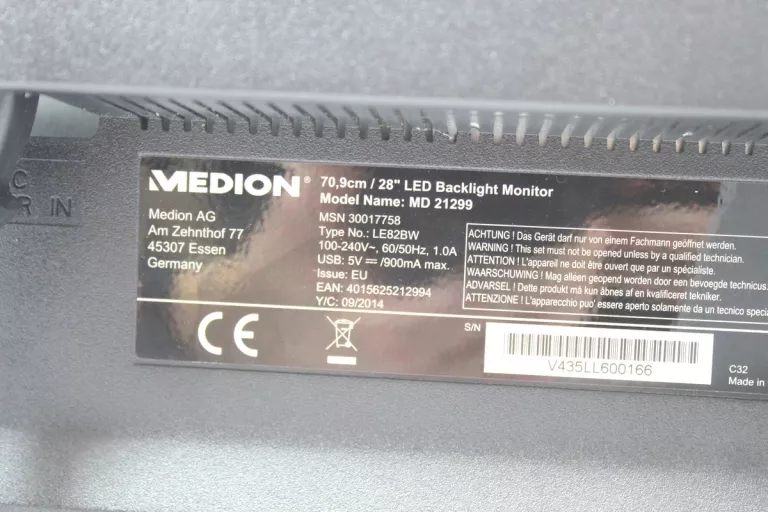 C
R IN
MEDION®
Medion AG
Am Zehnthof 77
45307 Essen
Germany
70,9cm / 28" LED Backlight Monitor
Model Name: MD 21299
MSN 30017758
Type No.: LE82BW
100-240V~, 60/50Hz, 1.0A
USB: 5V ⎓ /900mA max.
Issue: EU
EAN: 4015625212994
Y/C: 09/2014
ACHTUNG ! Das Gerät darf nur von einem Fachmann geöffnet werden.
WARNING ! This set must not be opened unless by a qualified technician.
ATTENTION ! L'apareil ne doit être ouvert que par un spécialiste.
WAARSCHUWING ! Mag alleen geopend worden door een bevoegde technicus.
ADVARSEL ! Dette produkt må kun åbnes af en kvalificeret tekniker.
ATTENZIONE ! L'apparecchio puo' essere aperto solamente da un tecnico specia
CE
S/N
V435LL600166
C32
Made in